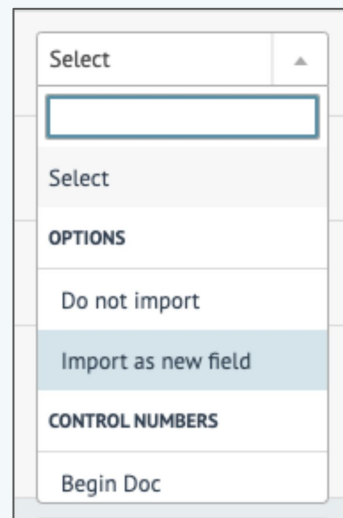 Select
Select
OPTIONS
Do not import
Import as new field
CONTROL NUMBERS
Begin Doc